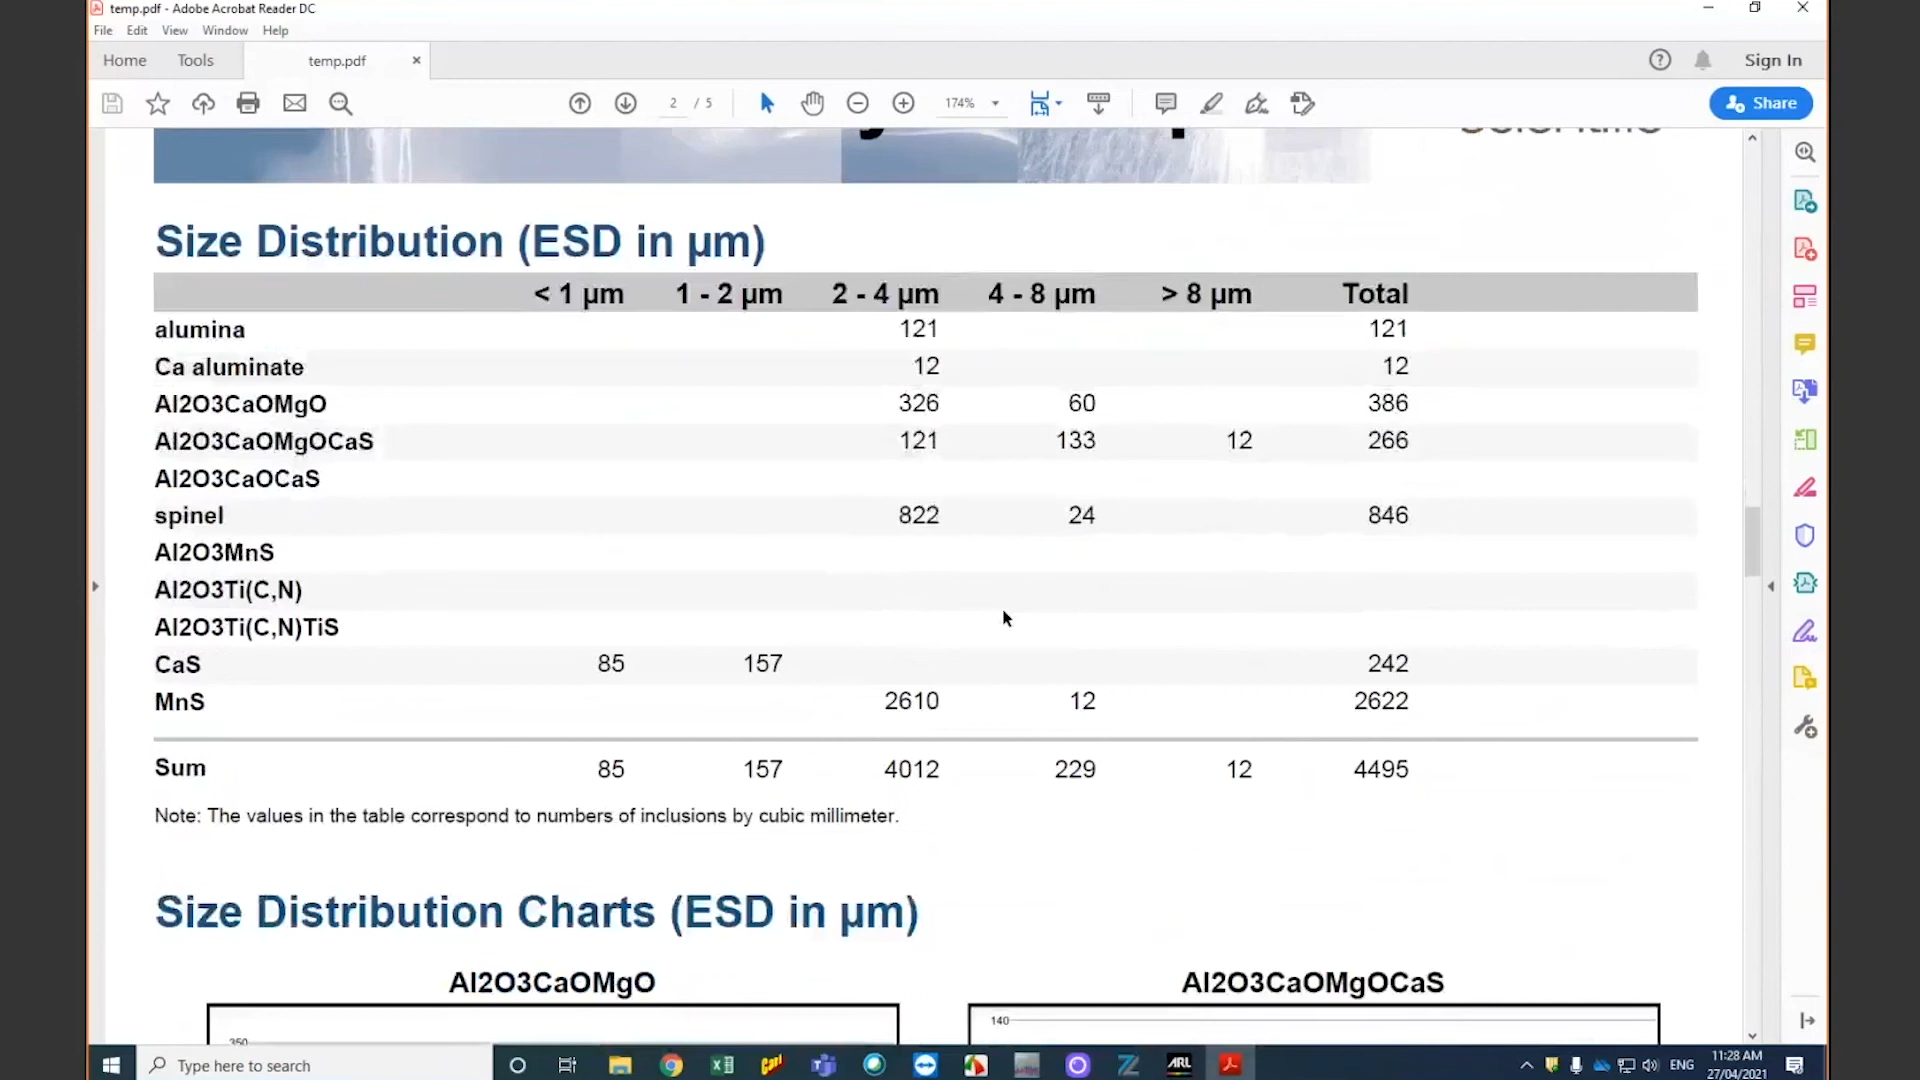 temp.pdf - Adobe Acrobat Reader DC
File Edit View Window Help
Home Tools temp.pdf × Sign In
2 / 5 174% Share
Size Distribution (ESD in µm)
< 1 µm 1 - 2 µm 2 - 4 µm 4 - 8 µm > 8 µm Total
alumina 121 121
Ca aluminate 12 12
Al2O3CaOMgO 326 60 386
Al2O3CaOMgOCaS 121 133 12 266
Al2O3CaOCaS
spinel 822 24 846
Al2O3MnS
Al2O3Ti(C,N)
Al2O3Ti(C,N)TiS
CaS 85 157 242
MnS 2610 12 2622
Sum 85 157 4012 229 12 4495
Note: The values in the table correspond to numbers of inclusions by cubic millimeter.
Size Distribution Charts (ESD in µm)
Al2O3CaOMgO Al2O3CaOMgOCaS
350 140
Type here to search ARL ENG 11:28 AM
27/04/2021